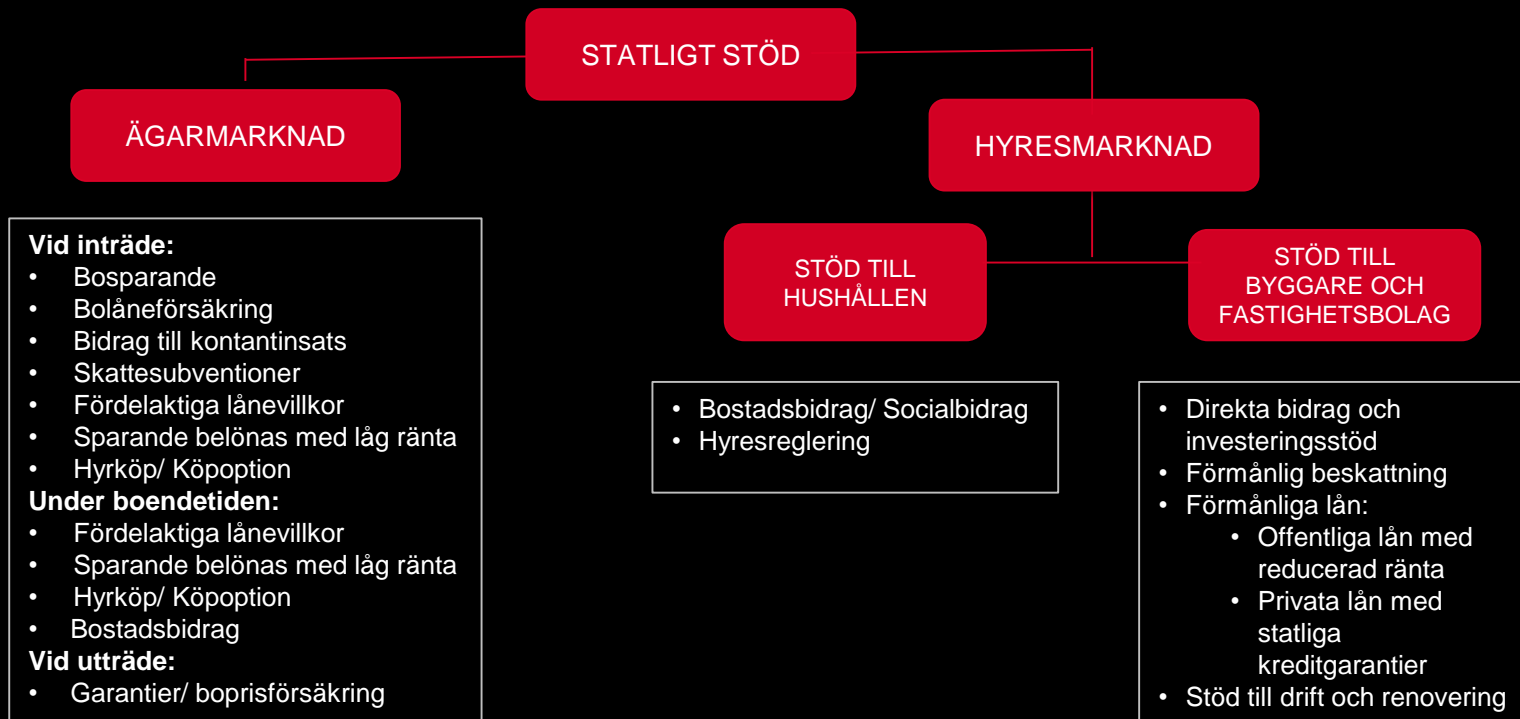 STATLIGT STÖD
ÄGARMARKNAD
HYRESMARKNAD
Vid inträde:
• Bosparande
• Bolåneförsäkring
• Bidrag till kontantinsats
• Skattesubventioner
• Fördelaktiga lånevillkor
• Sparande belönas med låg ränta
• Hyrköp/ Köpoption
Under boendetiden:
• Fördelaktiga lånevillkor
• Sparande belönas med låg ränta
• Hyrköp/ Köpoption
• Bostadsbidrag
Vid utträde:
• Garantier/ boprisförsäkring
STÖD TILL
HUSHÅLLEN
• Bostadsbidrag/ Socialbidrag
• Hyresreglering
STÖD TILL
BYGGARE OCH
FASTIGHETSBOLAG
• Direkta bidrag och
investeringsstöd
• Förmånlig beskattning
• Förmånliga lån:
• Offentliga lån med
reducerad ränta
• Privata lån med
statliga
kreditgarantier
• Stöd till drift och renovering